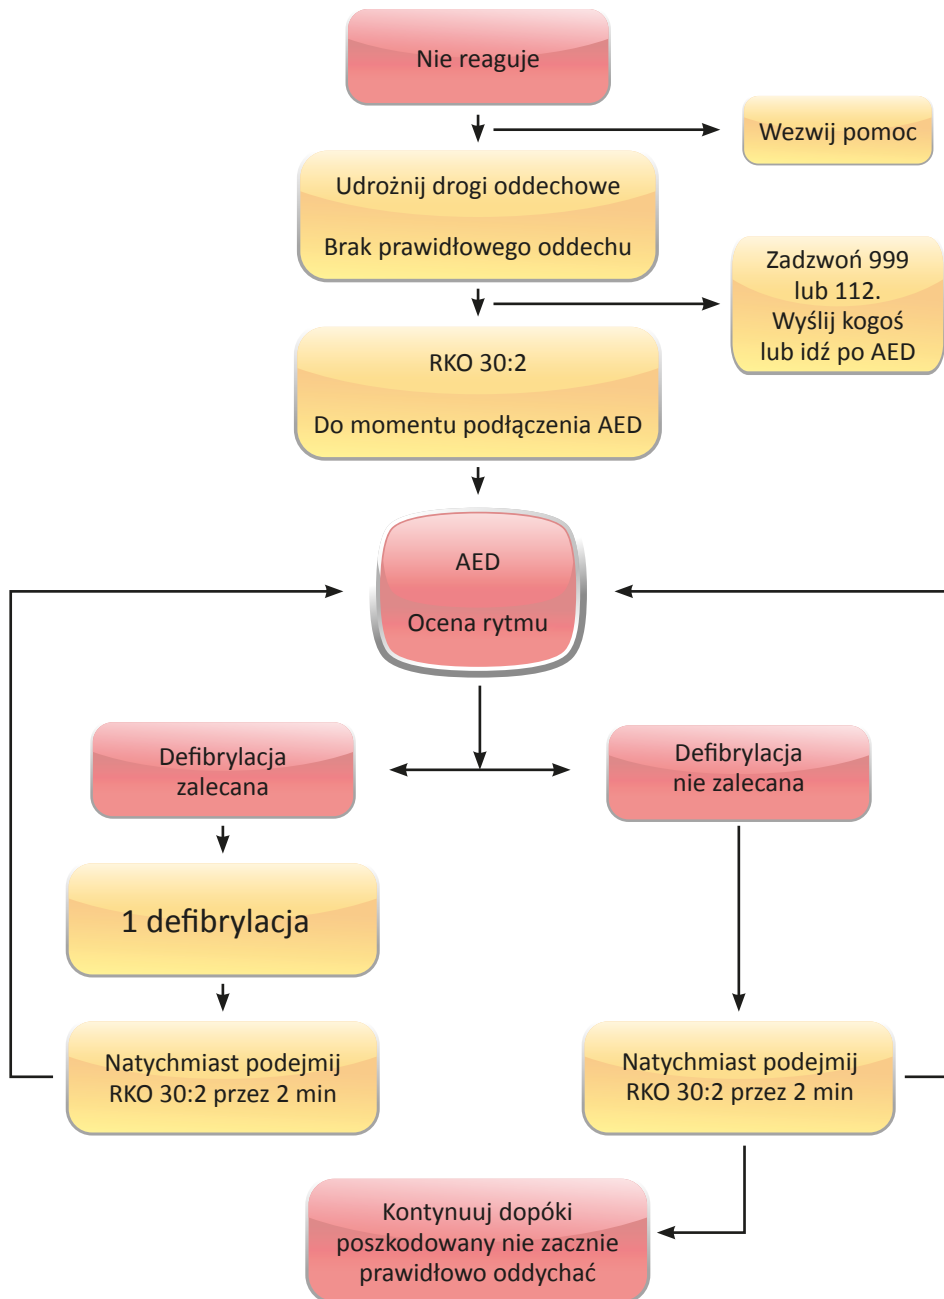 Nie reaguje
Wezwij pomoc
Udrożnij drogi oddechowe
Brak prawidłowego oddechu
Zadzwoń 999
lub 112.
Wyślij kogoś
lub idź po AED
RKO 30:2
Do momentu podłączenia AED
AED
Ocena rytmu
Defibrylacja
zalecana
Defibrylacja
nie zalecana
1 defibrylacja
Natychmiast podejmij
RKO 30:2 przez 2 min
Natychmiast podejmij
RKO 30:2 przez 2 min
Kontynuuj dopóki
poszkodowany nie zacznie
prawidłowo oddychać